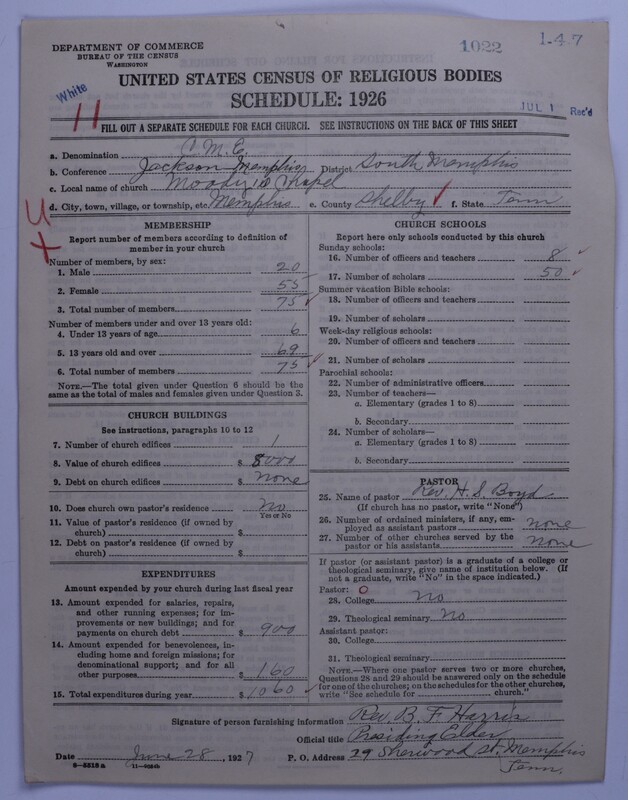 DEPARTMENT OF COMMERCE
BUREAU OF THE CENSUS
WASHINGTON
1022
1-47
UNITED STATES CENSUS OF RELIGIOUS BODIES
SCHEDULE: 1926
White
11
JUL 1 Rec'd
FILL OUT A SEPARATE SCHEDULE FOR EACH CHURCH. SEE INSTRUCTIONS ON THE BACK OF THIS SHEET
a. Denomination C. M. E.
b. Conference Jackson Memphis District South Memphis
c. Local name of church Moody's Chapel
d. City, town, village, or township, etc. Memphis e. County Shelby f. State Tenn
U
X
MEMBERSHIP
Report number of members according to definition of
member in your church
Number of members, by sex:
1. Male 20
2. Female 55
3. Total number of members 75
Number of members under and over 13 years old:
4. Under 13 years of age 6
5. 13 years old and over 69
6. Total number of members 75
NOTE.—The total given under Question 6 should be the
same as the total of males and females given under Question 3.
CHURCH BUILDINGS
See instructions, paragraphs 10 to 12
7. Number of church edifices 1
8. Value of church edifices $ 8000
9. Debt on church edifices $ None
10. Does church own pastor's residence No
Yes or No
11. Value of pastor's residence (if owned by
church) $
12. Debt on pastor's residence (if owned by
church) $
EXPENDITURES
Amount expended by your church during last fiscal year
13. Amount expended for salaries, repairs,
and other running expenses; for im-
provements or new buildings; and for
payments on church debt $ 900
14. Amount expended for benevolences, in-
cluding home and foreign missions; for
denominational support; and for all
other purposes $ 160
15. Total expenditures during year $ 1060
CHURCH SCHOOLS
Report here only schools conducted by this church
Sunday schools:
16. Number of officers and teachers 8
17. Number of scholars 50
Summer vacation Bible schools:
18. Number of officers and teachers
19. Number of scholars
Week-day religious schools:
20. Number of officers and teachers
21. Number of scholars
Parochial schools:
22. Number of administrative officers
23. Number of teachers—
a. Elementary (grades 1 to 8)
b. Secondary
24. Number of scholars—
a. Elementary (grades 1 to 8)
b. Secondary
PASTOR
25. Name of pastor Rev. H. S. Boyd
(If church has no pastor, write "None")
26. Number of ordained ministers, if any, em-
ployed as assistant pastors none
27. Number of other churches served by the
pastor or his assistants None
If pastor (or assistant pastor) is a graduate of a college or
theological seminary, give name of institution below. (If
not a graduate, write "No" in the space indicated.)
Pastor: O
28. College No
29. Theological seminary No
Assistant pastor:
30. College
31. Theological seminary
NOTE.—Where one pastor serves two or more churches,
Questions 28 and 29 should be answered only on the schedule
for one of the churches; on the schedules for the other churches,
write "See schedule for church."
Signature of person furnishing information Rev. B. F. Harris
Official title Presiding Elder
Date June 28, 1927 P. O. Address 29 Sherwood St. Memphis
Tenn.